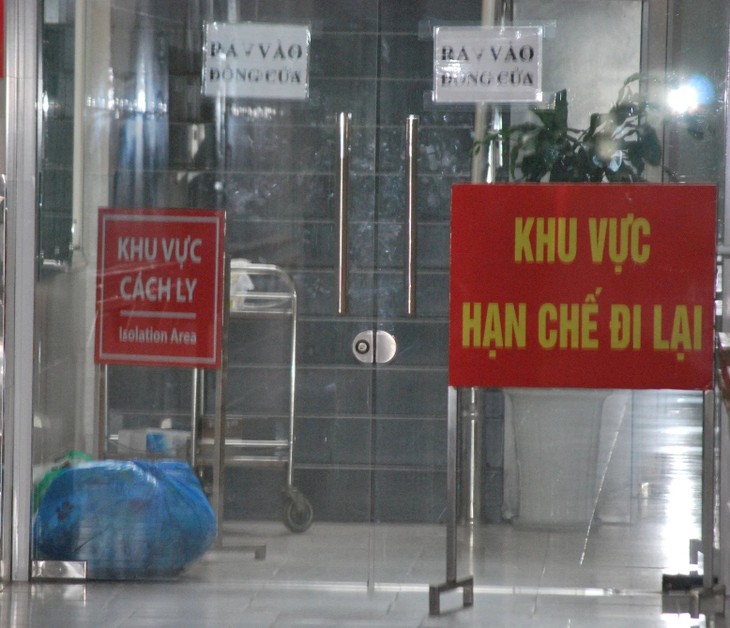 RA / VÀO
ĐÓNG CỬA
RA / VÀO
ĐÓNG CỬA
KHU VỰC
CÁCH LY
Isolation Area
KHU VỰC
HẠN CHẾ ĐI LẠI